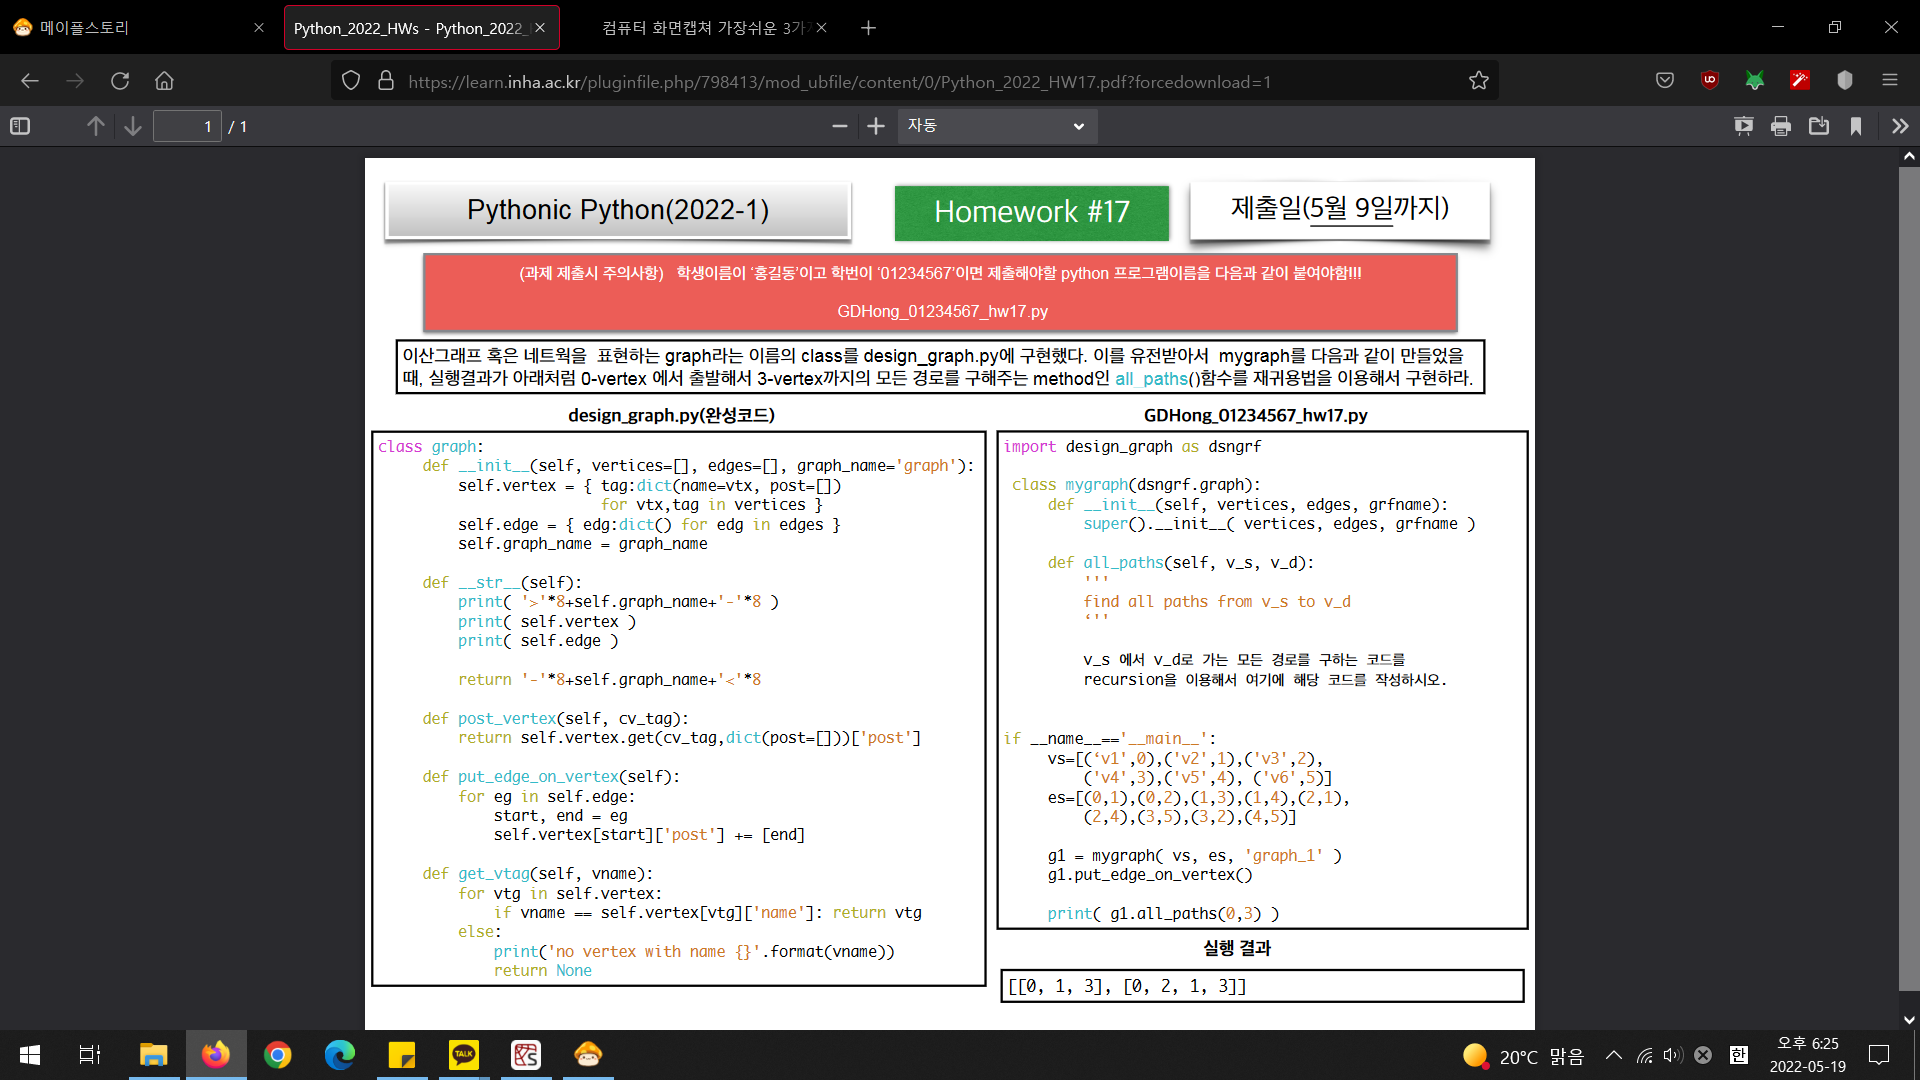 메이플스토리
Python_2022_HWs - Python_2022_
컴퓨터 화면캡쳐 가장쉬운 3가
https://learn.inha.ac.kr/pluginfile.php/798413/mod_ubfile/content/0/Python_2022_HW17.pdf?forcedownload=1
1 / 1
자동
Pythonic Python(2022-1)
Homework #17
제출일(5월 9일까지)
(과제 제출시 주의사항) 학생이름이 ‘홍길동’이고 학번이 ‘01234567’이면 제출해야할 python 프로그램이름을 다음과 같이 붙여야함!!!
GDHong_01234567_hw17.py
이산그래프 혹은 네트웍을 표현하는 graph라는 이름의 class를 design_graph.py에 구현했다. 이를 유전받아서 mygraph를 다음과 같이 만들었을
때, 실행결과가 아래처럼 0-vertex 에서 출발해서 3-vertex까지의 모든 경로를 구해주는 method인 all_paths()함수를 재귀용법을 이용해서 구현하라.
design_graph.py(완성코드)
class graph:
def __init__(self, vertices=[], edges=[], graph_name='graph'):
self.vertex = { tag:dict(name=vtx, post=[])
for vtx,tag in vertices }
self.edge = { edg:dict() for edg in edges }
self.graph_name = graph_name
def __str__(self):
print( '>'*8+self.graph_name+'-'*8 )
print( self.vertex )
print( self.edge )
return '-'*8+self.graph_name+'<'*8
def post_vertex(self, cv_tag):
return self.vertex.get(cv_tag,dict(post=[]))['post']
def put_edge_on_vertex(self):
for eg in self.edge:
start, end = eg
self.vertex[start]['post'] += [end]
def get_vtag(self, vname):
for vtg in self.vertex:
if vname == self.vertex[vtg]['name']: return vtg
else:
print('no vertex with name {}'.format(vname))
return None
GDHong_01234567_hw17.py
import design_graph as dsngrf
class mygraph(dsngrf.graph):
def __init__(self, vertices, edges, grfname):
super().__init__( vertices, edges, grfname )
def all_paths(self, v_s, v_d):
'''
find all paths from v_s to v_d
‘''
v_s 에서 v_d로 가는 모든 경로를 구하는 코드를
recursion을 이용해서 여기에 해당 코드를 작성하시오.
if __name__=='__main__':
vs=[(‘v1',0),('v2',1),('v3',2),
('v4',3),('v5',4), ('v6',5)]
es=[(0,1),(0,2),(1,3),(1,4),(2,1),
(2,4),(3,5),(3,2),(4,5)]
g1 = mygraph( vs, es, 'graph_1' )
g1.put_edge_on_vertex()
print( g1.all_paths(0,3) )
실행 결과
[[0, 1, 3], [0, 2, 1, 3]]
TALK
20°C 맑음
한
오후 6:25
2022-05-19